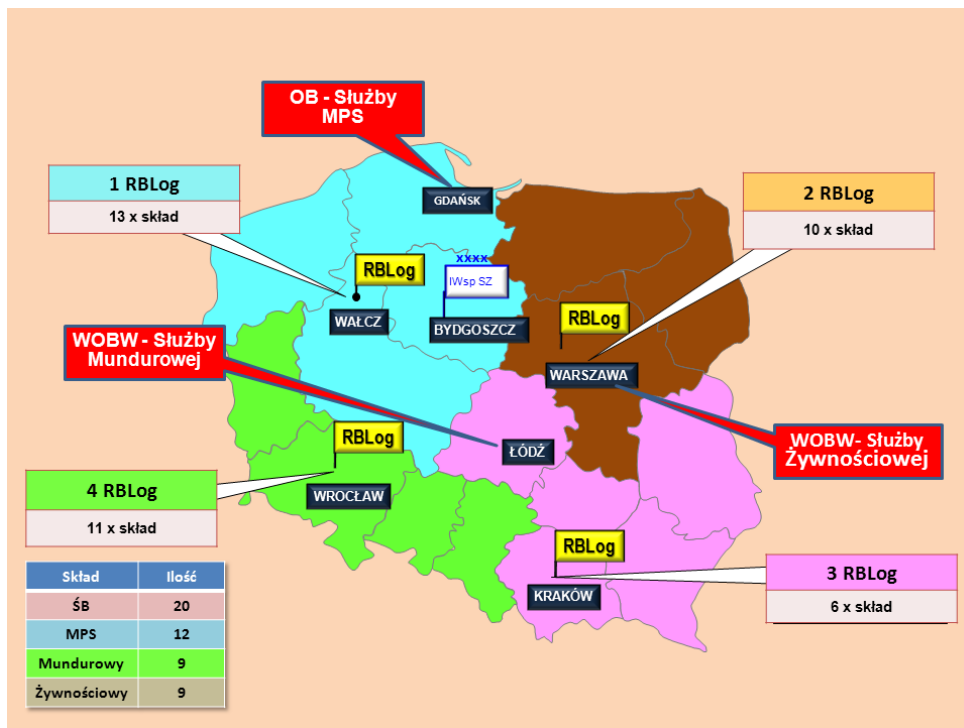 OB - Służby
MPS
1 RBLog
13 x skład
GDAŃSK
2 RBLog
10 x skład
xxxx
RBLog
IWsp SZ
RBLog
WAŁCZ
BYDGOSZCZ
WOBW - Służby
Mundurowej
WARSZAWA
RBLog
ŁÓDŹ
WOBW- Służby
Żywnościowej
4 RBLog
11 x skład
WROCŁAW
RBLog
3 RBLog
6 x skład
KRAKÓW
Skład Ilość
ŚB 20
MPS 12
Mundurowy 9
Żywnościowy 9